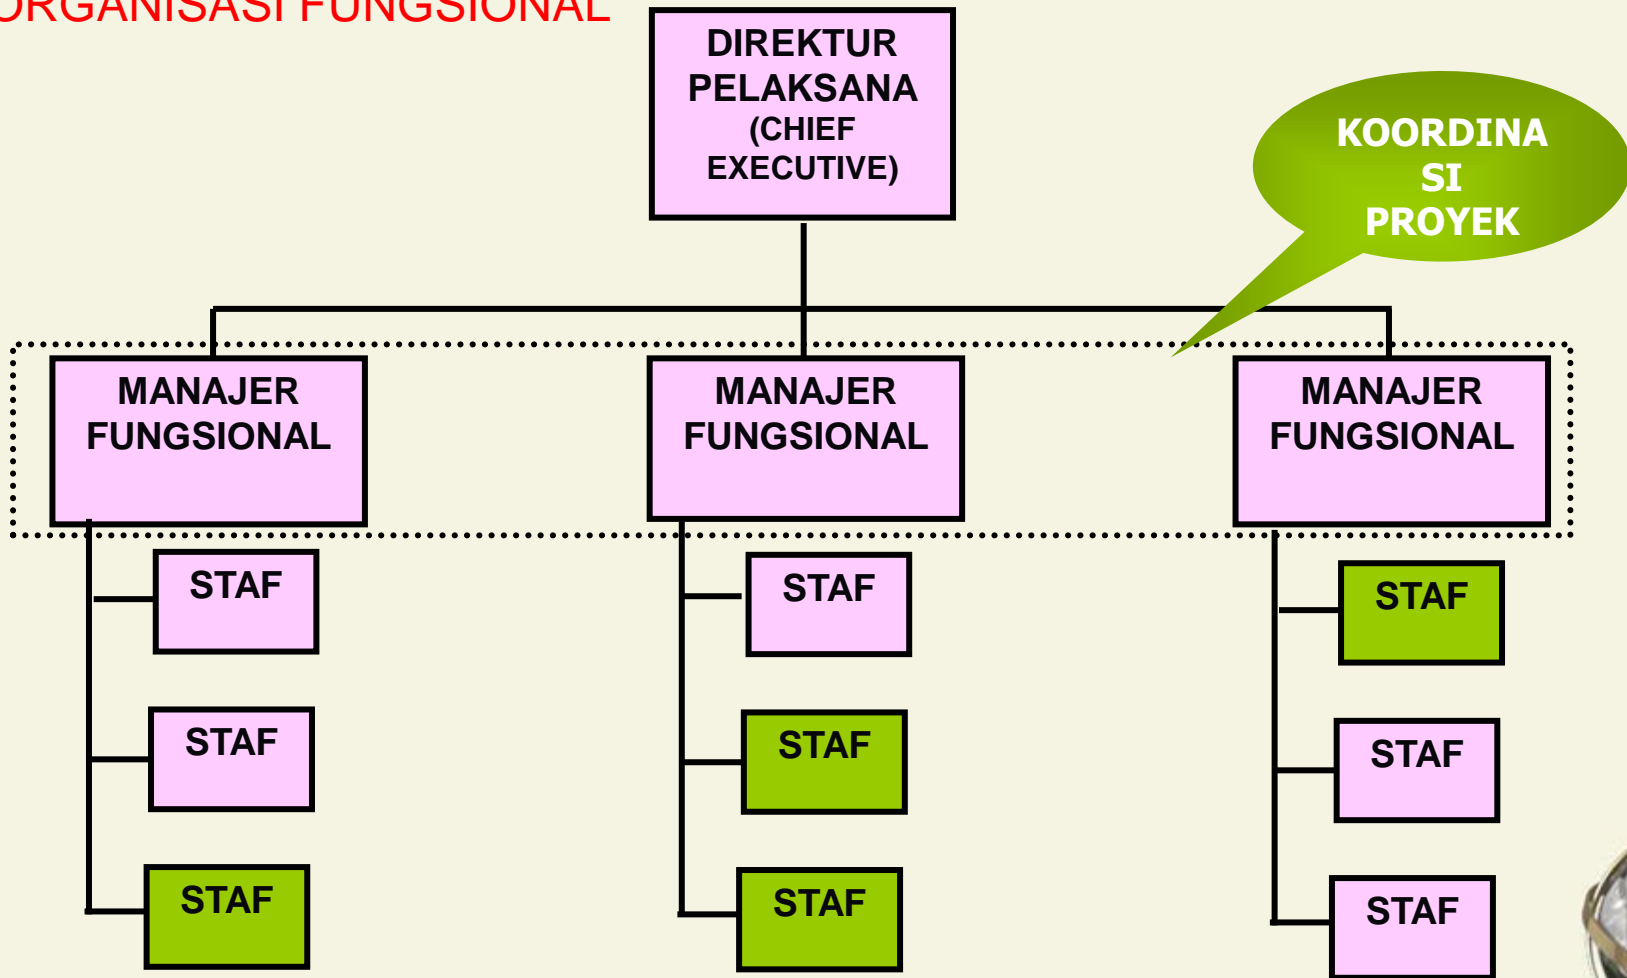 ORGANISASI FUNGSIONAL
DIREKTUR
PELAKSANA
(CHIEF
EXECUTIVE)
KOORDINA
SI
PROYEK
MANAJER
FUNGSIONAL
MANAJER
FUNGSIONAL
MANAJER
FUNGSIONAL
STAF
STAF
STAF
STAF
STAF
STAF
STAF
STAF
STAF